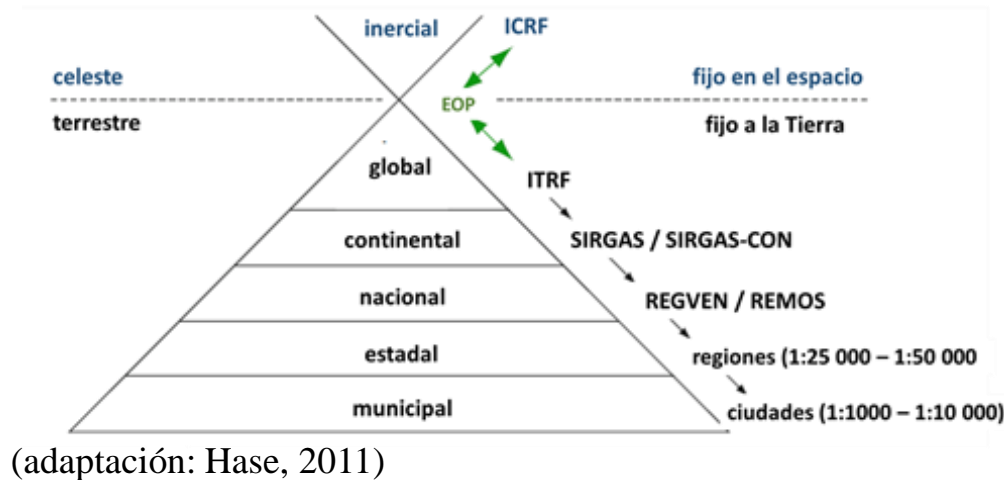 inercial ICRF
celeste fijo en el espacio
EOP
terrestre fijo a la Tierra
global
ITRF
continental SIRGAS / SIRGAS-CON
nacional REGVEN / REMOS
estadal regiones (1:25 000 – 1:50 000
municipal ciudades (1:1000 – 1:10 000)
(adaptación: Hase, 2011)